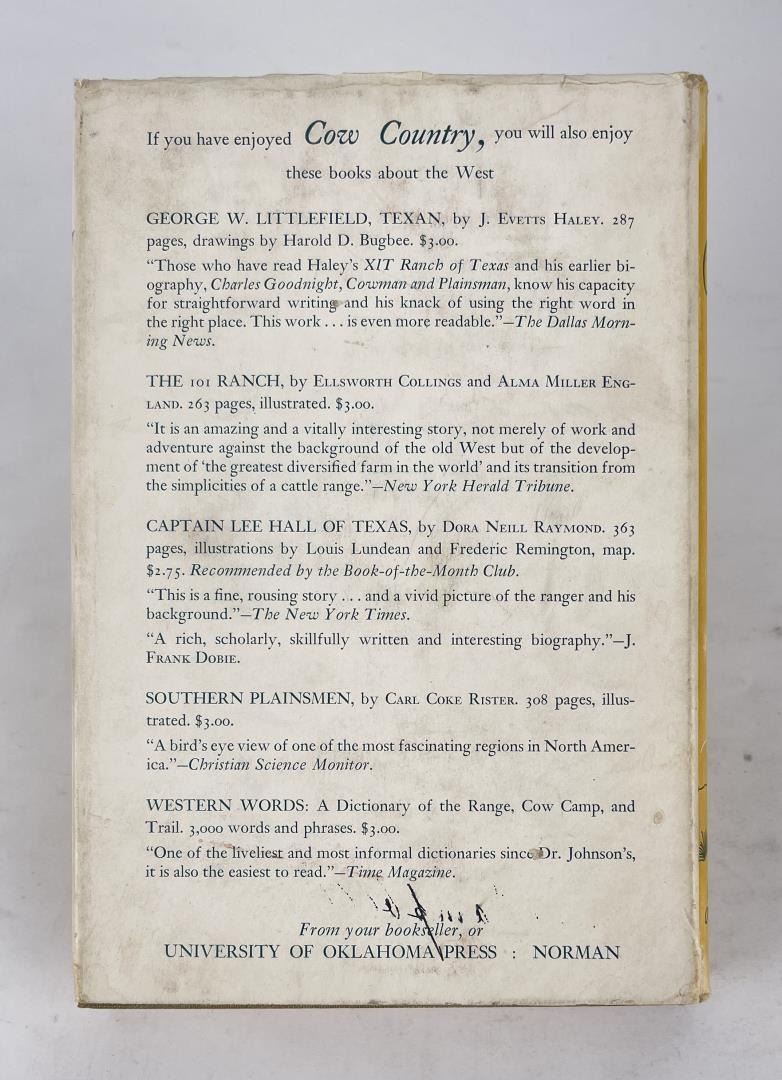 If you have enjoyed Cow Country, you will also enjoy
these books about the West
GEORGE W. LITTLEFIELD, TEXAN, by J. Evetts Haley. 287
pages, drawings by Harold D. Bugbee. $3.00.
“Those who have read Haley’s XIT Ranch of Texas and his earlier bi-
ography, Charles Goodnight, Cowman and Plainsman, know his capacity
for straightforward writing and his knack of using the right word in
the right place. This work . . . is even more readable.”—The Dallas Morn-
ing News.
THE 101 RANCH, by Ellsworth Collings and Alma Miller Eng-
land. 263 pages, illustrated. $3.00.
“It is an amazing and a vitally interesting story, not merely of work and
adventure against the background of the old West but of the develop-
ment of ‘the greatest diversified farm in the world’ and its transition from
the simplicities of a cattle range.”—New York Herald Tribune.
CAPTAIN LEE HALL OF TEXAS, by Dora Neill Raymond. 363
pages, illustrations by Louis Lundean and Frederic Remington, map.
$2.75. Recommended by the Book-of-the-Month Club.
“This is a fine, rousing story . . . and a vivid picture of the ranger and his
background.”—The New York Times.
“A rich, scholarly, skillfully written and interesting biography.”—J.
Frank Dobie.
SOUTHERN PLAINSMEN, by Carl Coke Rister. 308 pages, illus-
trated. $3.00.
“A bird’s eye view of one of the most fascinating regions in North Amer-
ica.”—Christian Science Monitor.
WESTERN WORDS: A Dictionary of the Range, Cow Camp, and
Trail. 3,000 words and phrases. $3.00.
“One of the liveliest and most informal dictionaries since Dr. Johnson’s,
it is also the easiest to read.”—Time Magazine.
From your bookseller, or
UNIVERSITY OF OKLAHOMA PRESS : NORMAN